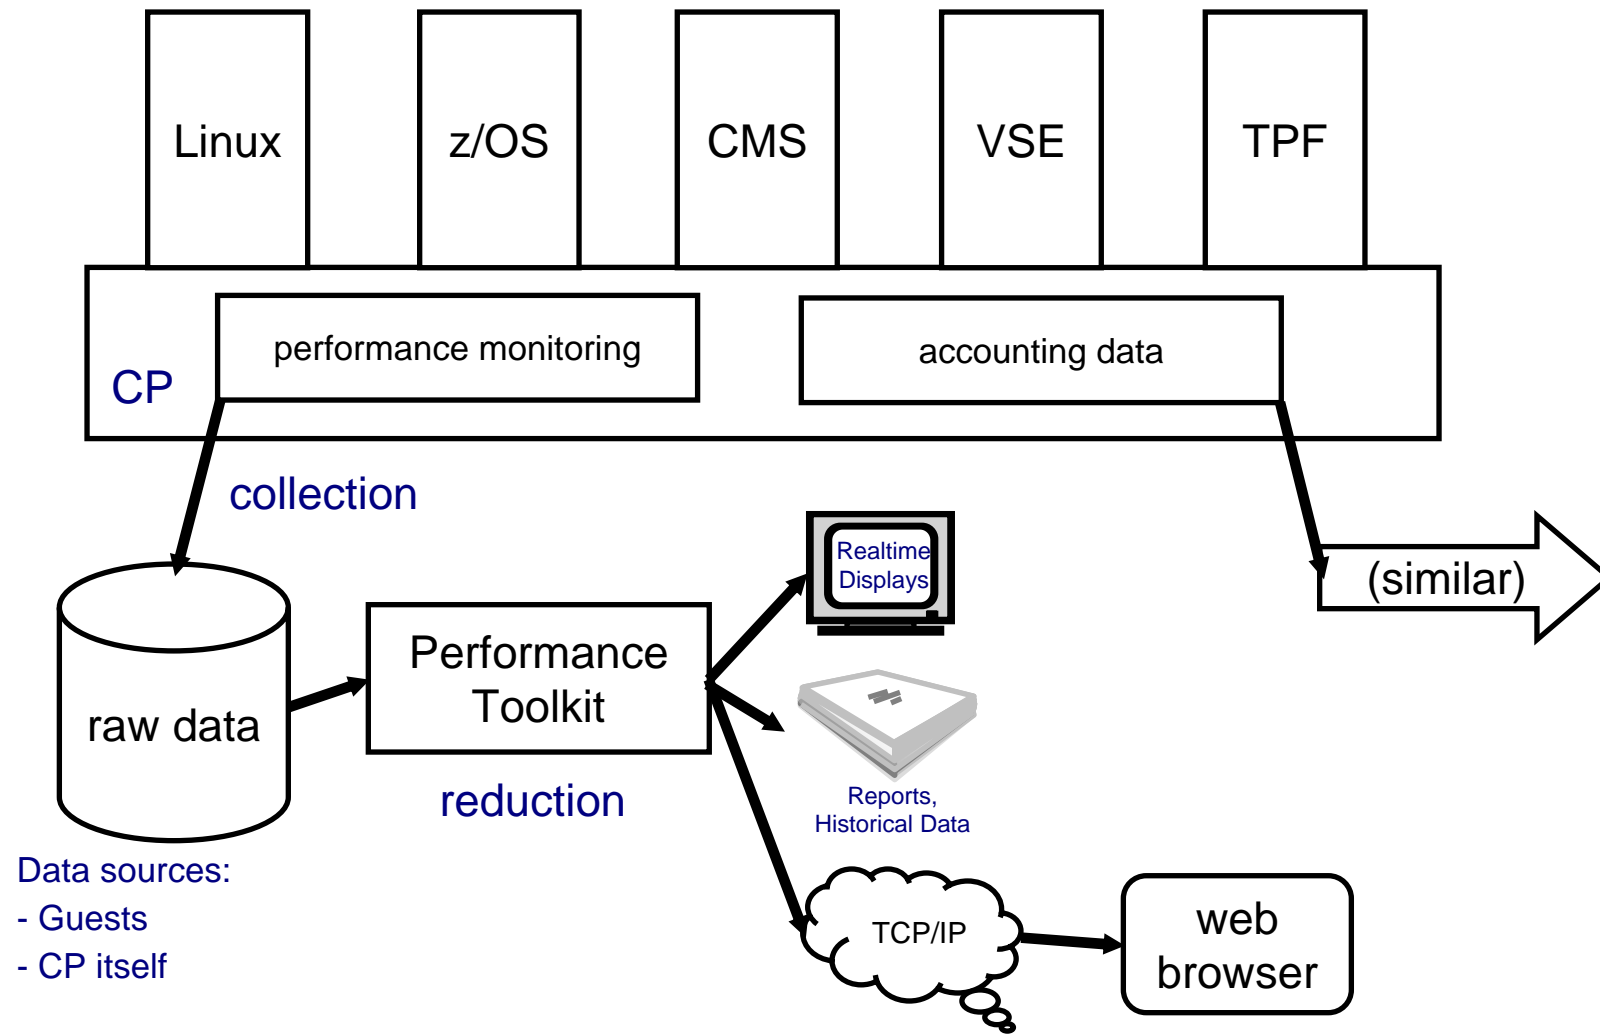 Linux
z/OS
CMS
VSE
TPF
performance monitoring
accounting data
CP
collection
Realtime
Displays
(similar)
Performance
Toolkit
raw data
reduction
Reports,
Historical Data
Data sources:
- Guests
- CP itself
TCP/IP
web
browser